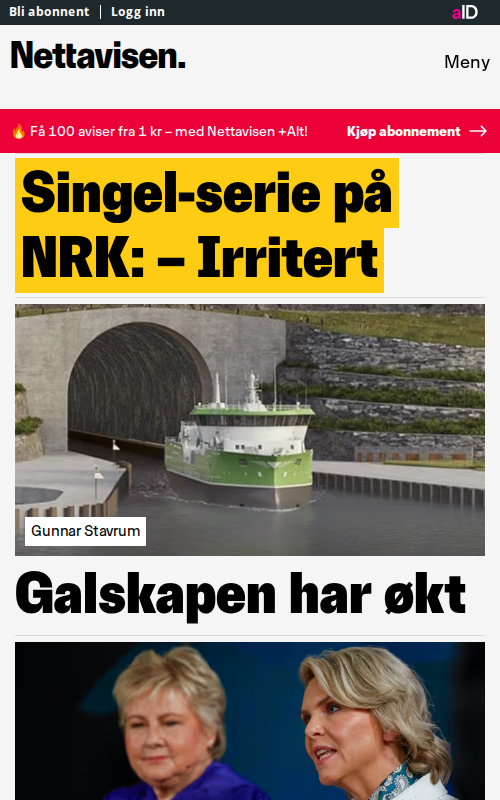 Bli abonnent | Logg inn
aID
Nettavisen.
Meny
🔥 Få 100 aviser fra 1 kr – med Nettavisen +Alt!
Kjøp abonnement →
Singel-serie på
NRK: – Irritert
Gunnar Stavrum
Galskapen har økt